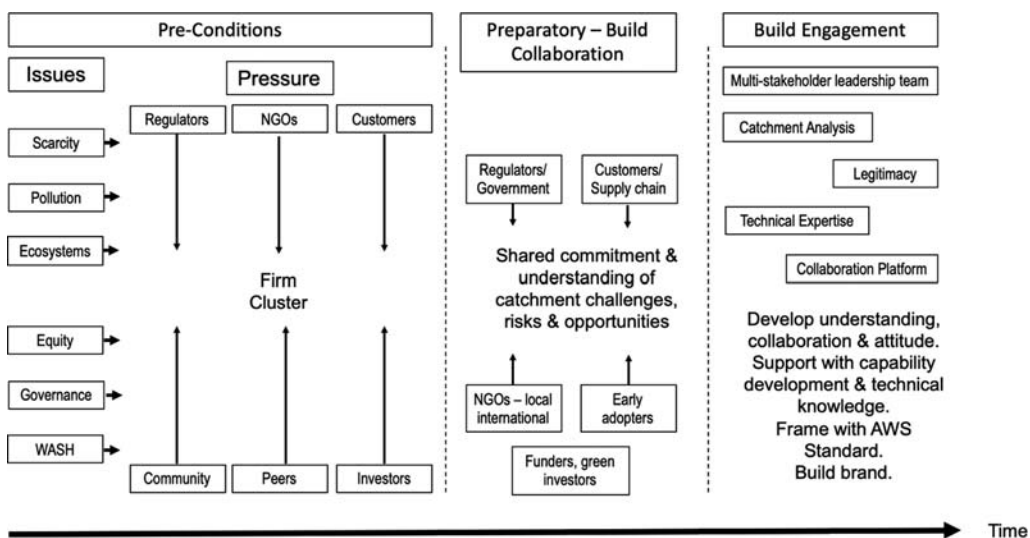 Pre-Conditions
Issues
Pressure
Regulators
NGOs
Customers
Scarcity
Pollution
Ecosystems
Firm
Cluster
Equity
Governance
WASH
Community
Peers
Investors
Preparatory – Build
Collaboration
Regulators/
Government
Customers/
Supply chain
Shared commitment &
understanding of
catchment challenges,
risks & opportunities
NGOs – local
international
Early
adopters
Funders, green
investors
Build Engagement
Multi-stakeholder leadership team
Catchment Analysis
Legitimacy
Technical Expertise
Collaboration Platform
Develop understanding,
collaboration & attitude.
Support with capability
development & technical
knowledge.
Frame with AWS
Standard.
Build brand.
Time